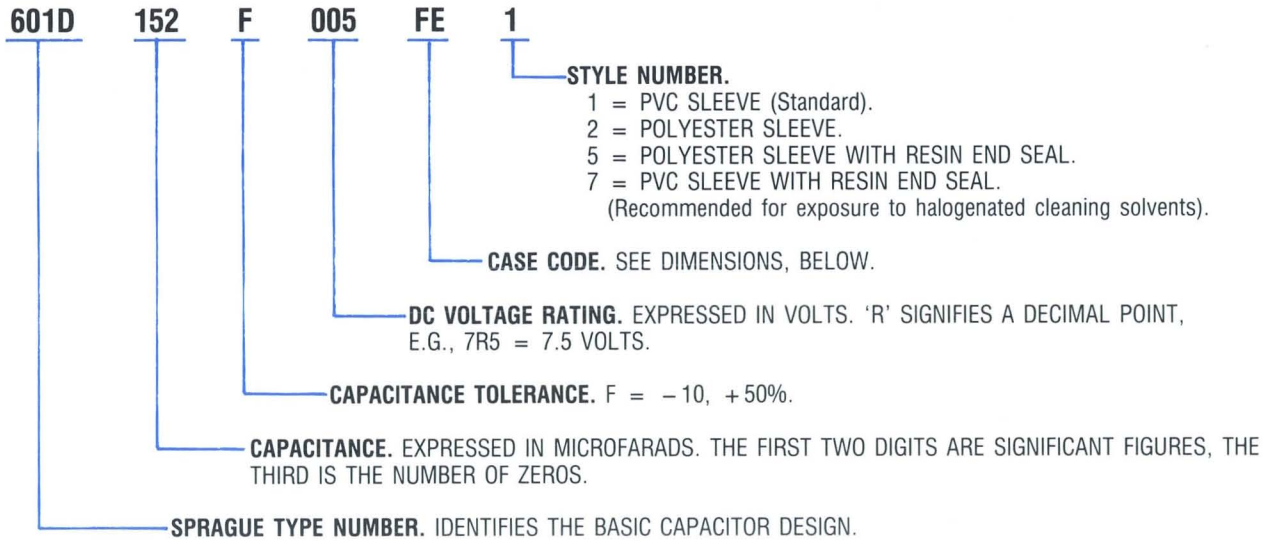 601D 152 F 005 FE 1
STYLE NUMBER.
1 = PVC SLEEVE (Standard).
2 = POLYESTER SLEEVE.
5 = POLYESTER SLEEVE WITH RESIN END SEAL.
7 = PVC SLEEVE WITH RESIN END SEAL.
(Recommended for exposure to halogenated cleaning solvents).
CASE CODE. SEE DIMENSIONS, BELOW.
DC VOLTAGE RATING. EXPRESSED IN VOLTS. 'R' SIGNIFIES A DECIMAL POINT,
E.G., 7R5 = 7.5 VOLTS.
CAPACITANCE TOLERANCE. F = − 10, + 50%.
CAPACITANCE. EXPRESSED IN MICROFARADS. THE FIRST TWO DIGITS ARE SIGNIFICANT FIGURES, THE
THIRD IS THE NUMBER OF ZEROS.
SPRAGUE TYPE NUMBER. IDENTIFIES THE BASIC CAPACITOR DESIGN.